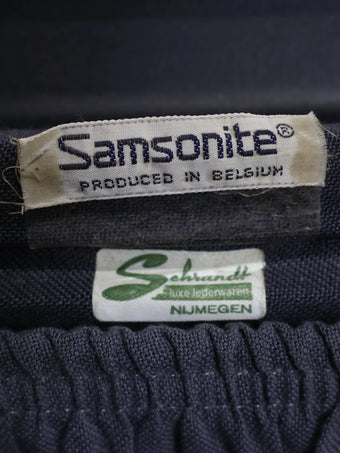 Samsonite®
PRODUCED IN BELGIUM
Schrandt
luxe lederwaren
NIJMEGEN